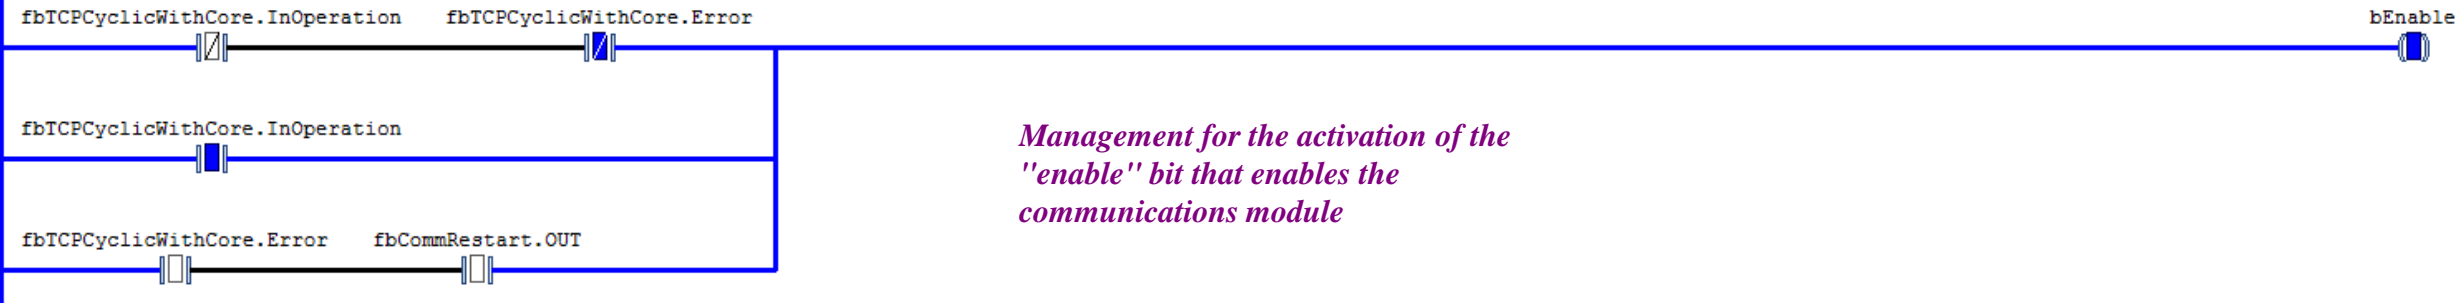 fbTCPCyclicWithCore.InOperation fbTCPCyclicWithCore.Error bEnable
fbTCPCyclicWithCore.InOperation
Management for the activation of the
"enable" bit that enables the
communications module
fbTCPCyclicWithCore.Error fbCommRestart.OUT